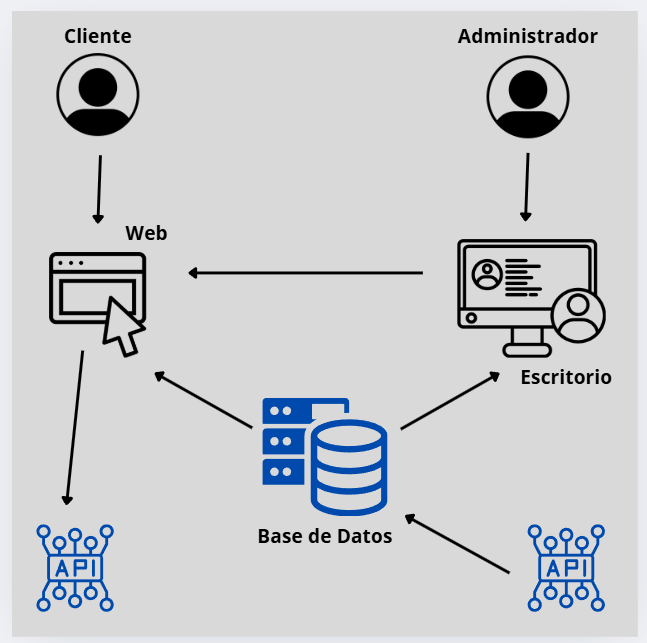 Cliente
Administrador
Web
Escritorio
Base de Datos
API
API